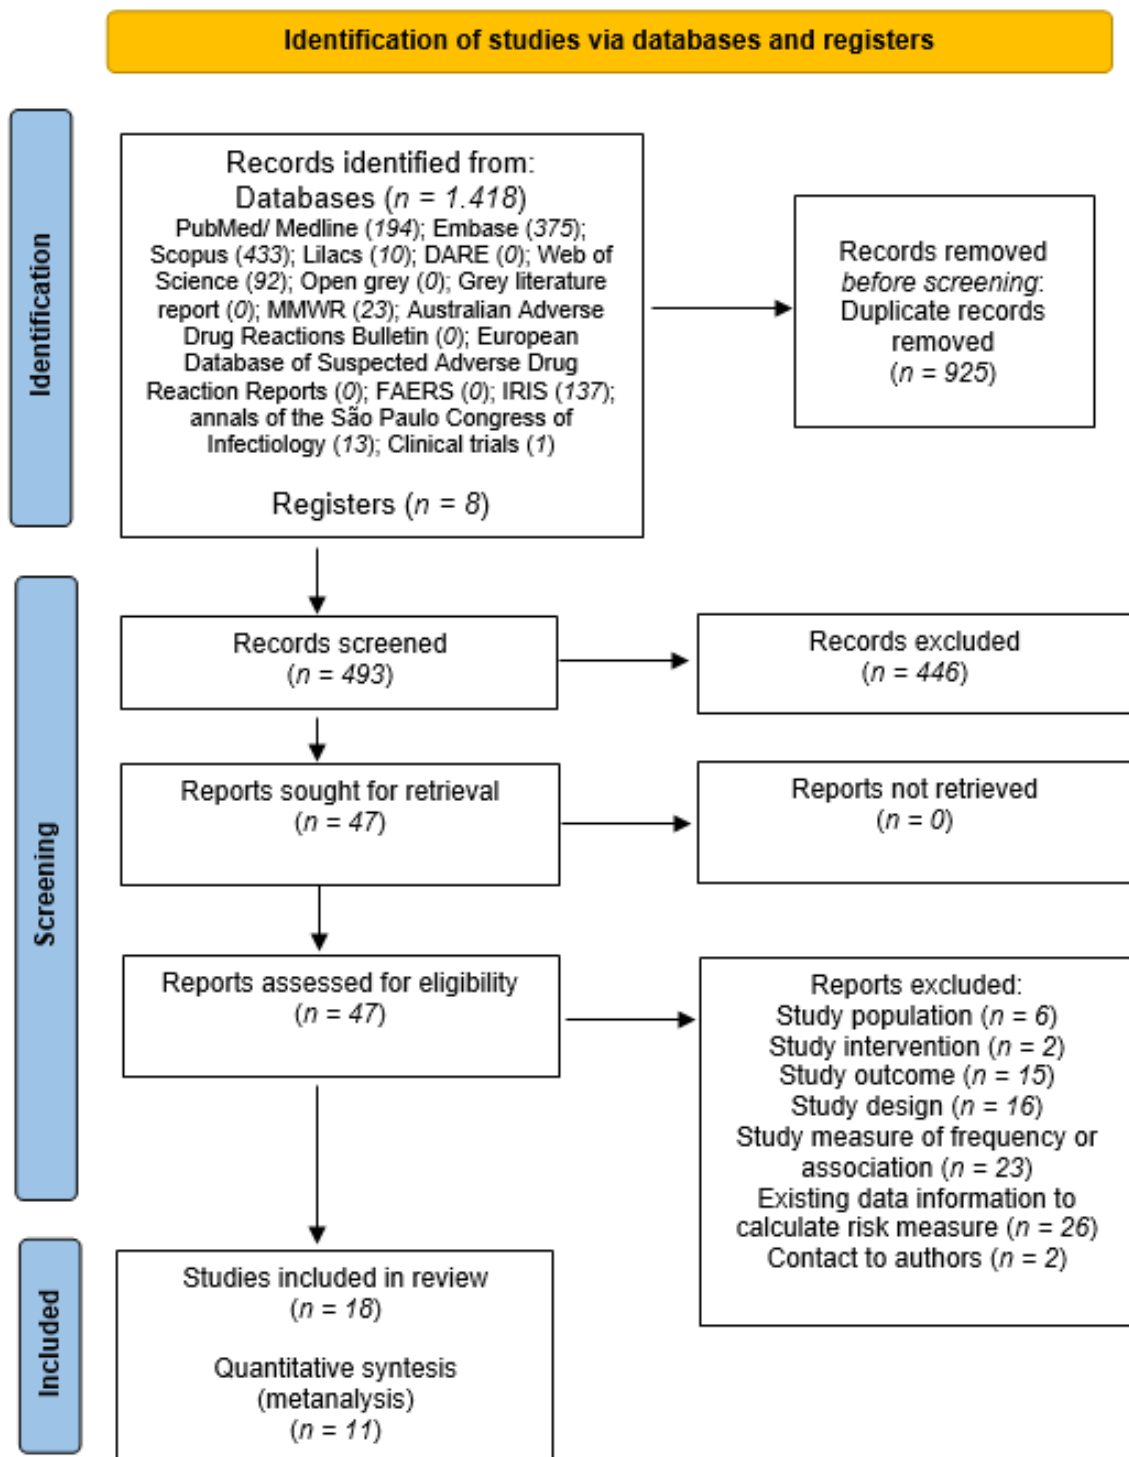 Identification of studies via databases and registers
Identification
Records identified from:
Databases (n = 1.418)
PubMed/ Medline (194); Embase (375);
Scopus (433); Lilacs (10); DARE (0); Web of
Science (92); Open grey (0); Grey literature
report (0); MMWR (23); Australian Adverse
Drug Reactions Bulletin (0); European
Database of Suspected Adverse Drug
Reaction Reports (0); FAERS (0); IRIS (137);
annals of the São Paulo Congress of
Infectiology (13); Clinical trials (1)
Registers (n = 8)
Records removed
before screening:
Duplicate records
removed
(n = 925)
Screening
Records screened
(n = 493)
Records excluded
(n = 446)
Reports sought for retrieval
(n = 47)
Reports not retrieved
(n = 0)
Reports assessed for eligibility
(n = 47)
Reports excluded:
Study population (n = 6)
Study intervention (n = 2)
Study outcome (n = 15)
Study design (n = 16)
Study measure of frequency or
association (n = 23)
Existing data information to
calculate risk measure (n = 26)
Contact to authors (n = 2)
Included
Studies included in review
(n = 18)
Quantitative syntesis
(metanalysis)
(n = 11)